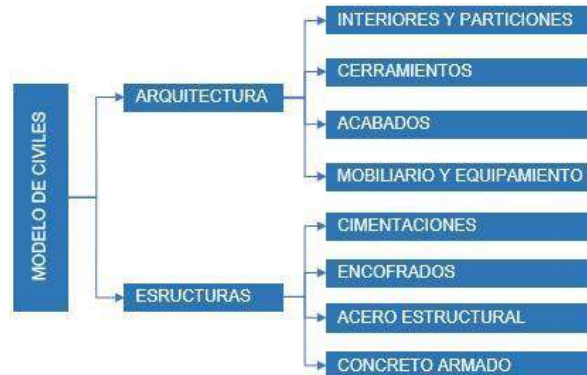 MODELO DE CIVILES
ARQUITECTURA
INTERIORES Y PARTICIONES
CERRAMIENTOS
ACABADOS
MOBILIARIO Y EQUIPAMIENTO
ESRUCTURAS
CIMENTACIONES
ENCOFRADOS
ACERO ESTRUCTURAL
CONCRETO ARMADO